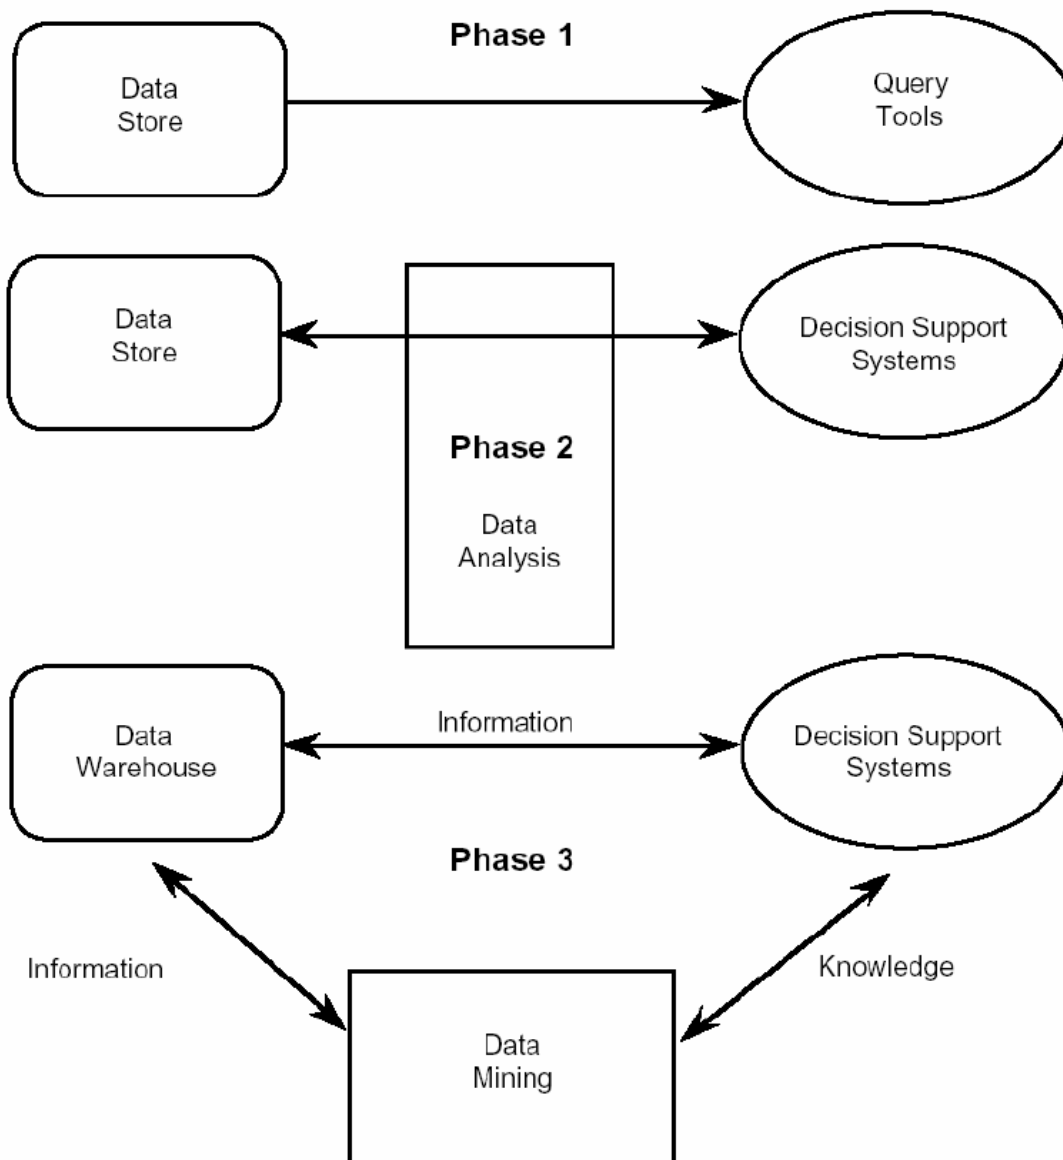 Phase 1
Data
Store
Query
Tools
Data
Store
Decision Support
Systems
Phase 2
Data
Analysis
Data
Warehouse
Information
Decision Support
Systems
Phase 3
Information
Knowledge
Data
Mining